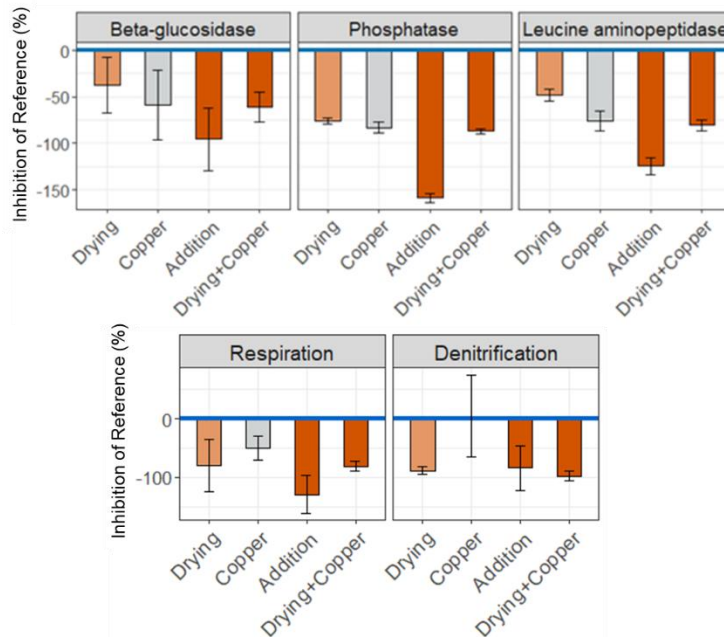 Beta-glucosidase
Phosphatase
Leucine aminopeptidase
Inhibition of Reference (%)
0
-50
-100
-150
Drying
Copper
Addition
Drying+Copper
Drying
Copper
Addition
Drying+Copper
Drying
Copper
Addition
Drying+Copper
Respiration
Denitrification
Inhibition of Reference (%)
0
-100
Drying
Copper
Addition
Drying+Copper
Drying
Copper
Addition
Drying+Copper